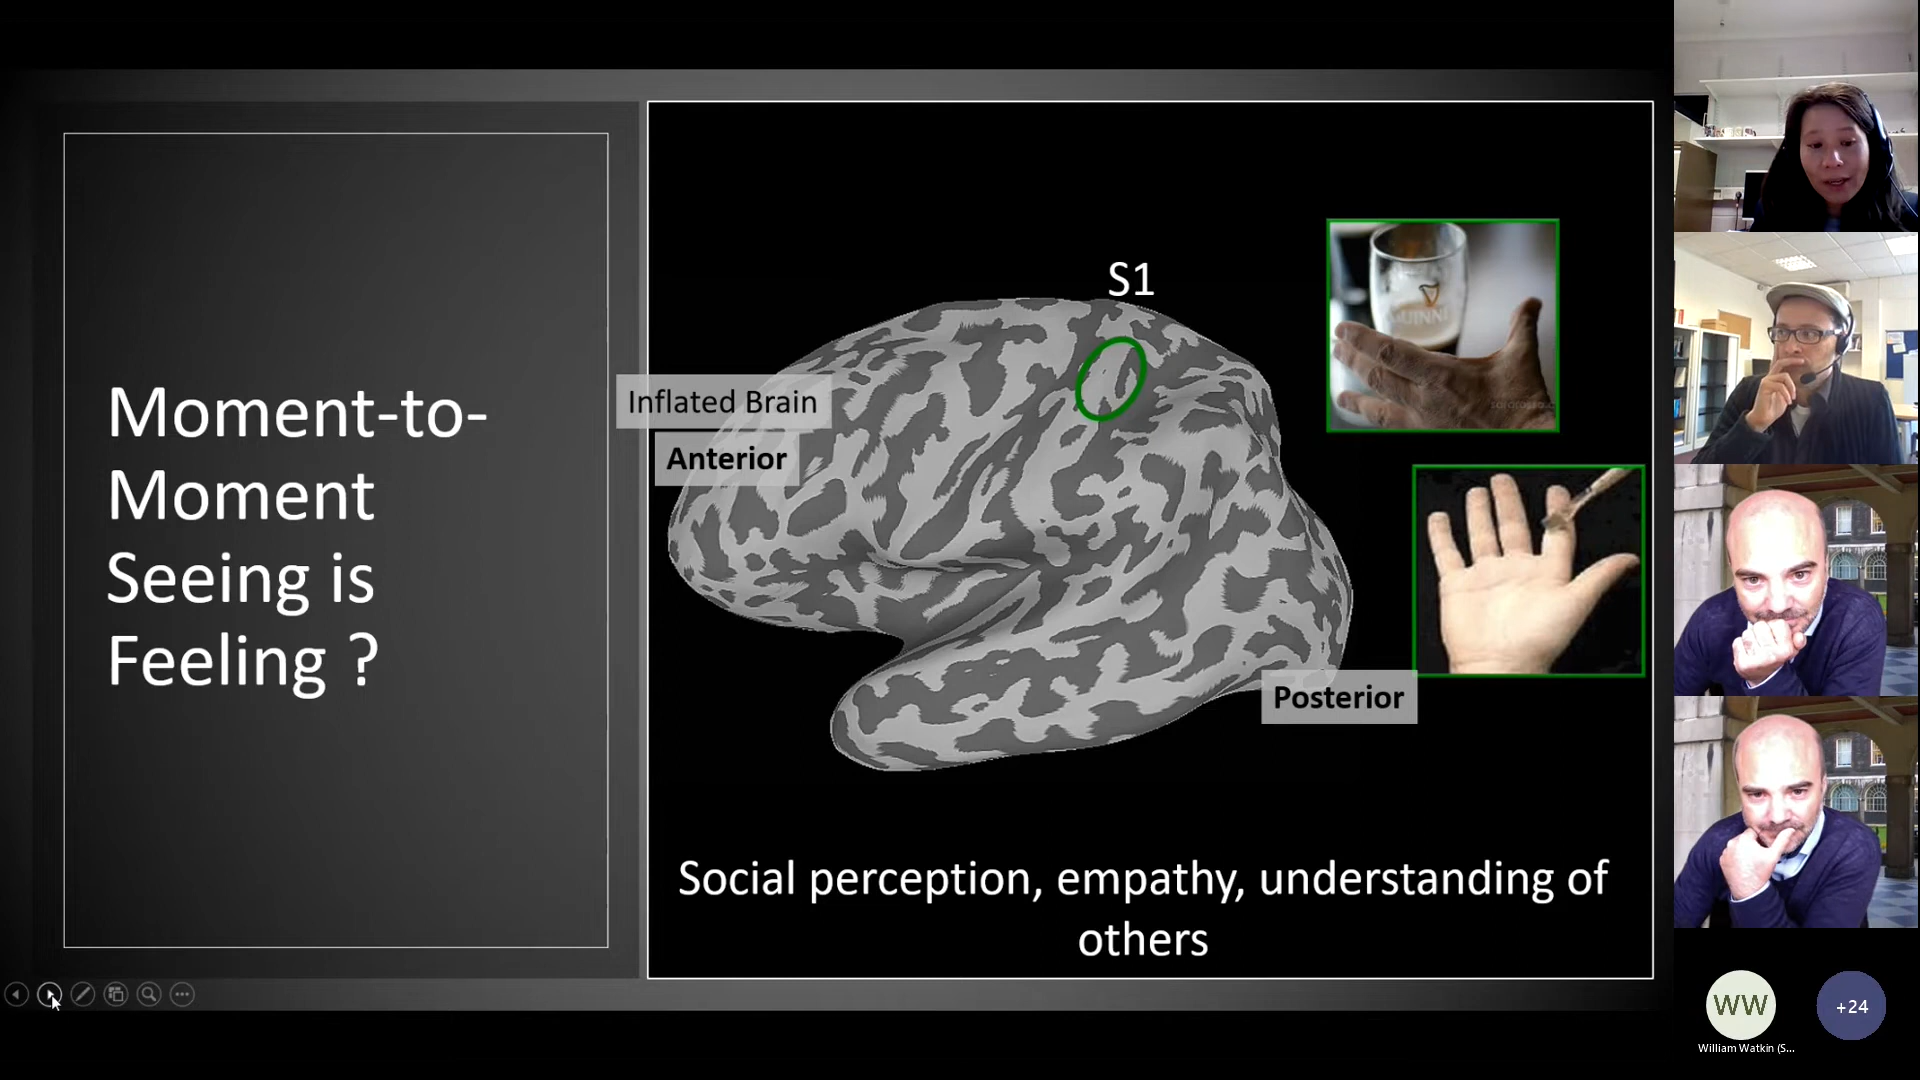 Moment-to-
Moment
Seeing is
Feeling ?
S1
Inflated Brain
Anterior
Posterior
Social perception, empathy, understanding of
others
WW
+24
William Watkin (S...